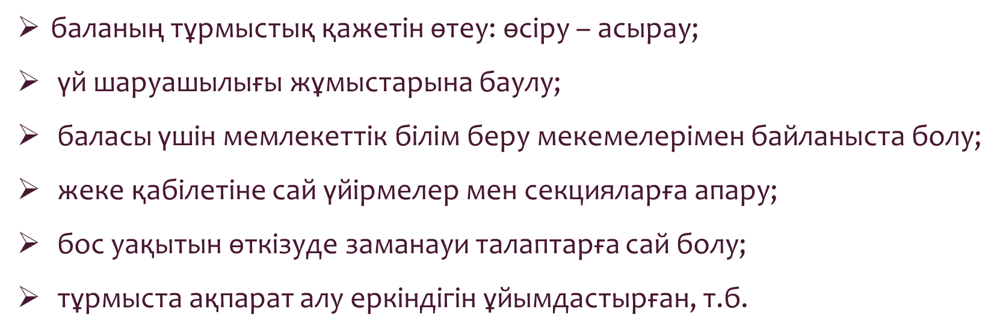 ➢ баланың тұрмыстық қажетін өтеу: өсіру – асырау;
➢ үй шаруашылығы жұмыстарына баулу;
➢ баласы үшін мемлекеттік білім беру мекемелерімен байланыста болу;
➢ жеке қабілетіне сай үйірмелер мен секцияларға апару;
➢ бос уақытын өткізуде заманауи талаптарға сай болу;
➢ тұрмыста ақпарат алу еркіндігін ұйымдастырған, т.б.